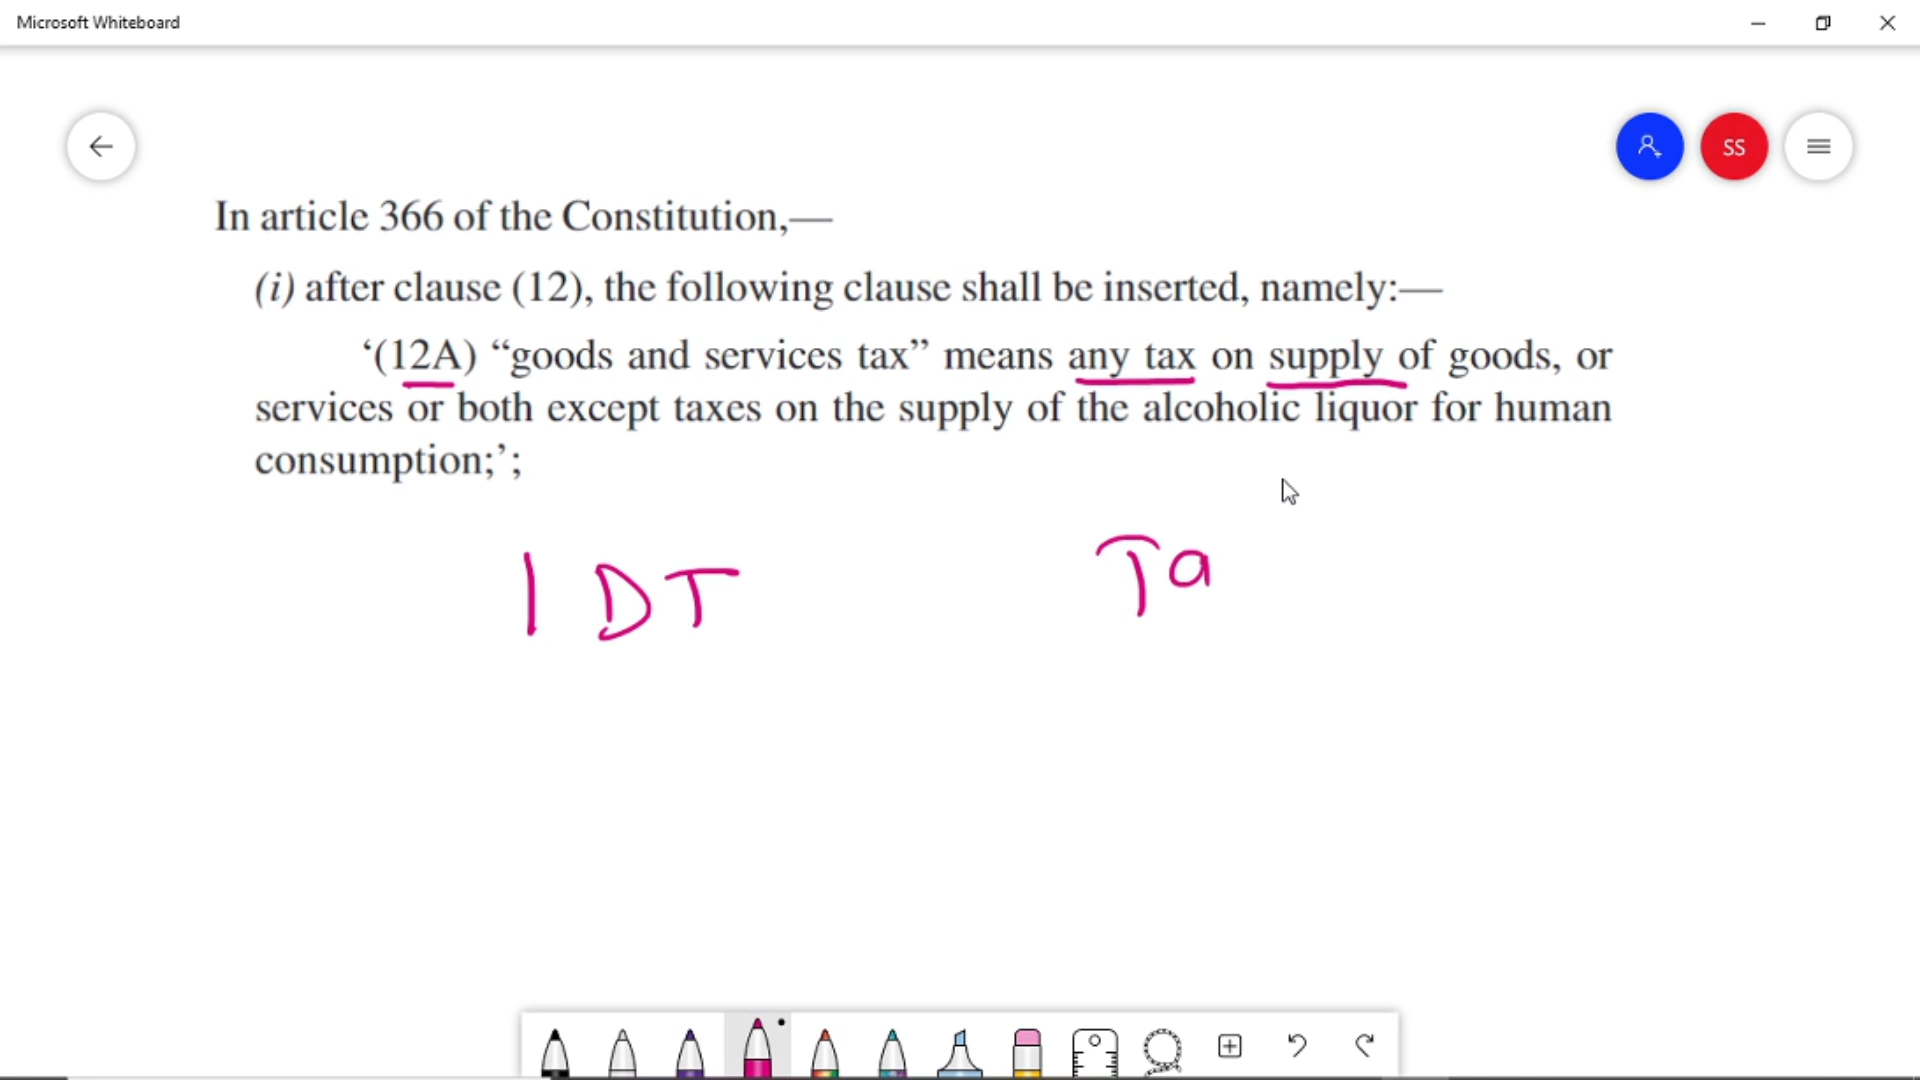 Microsoft Whiteboard
SS
In article 366 of the Constitution,—
(i) after clause (12), the following clause shall be inserted, namely:—
‘(12A) “goods and services tax” means any tax on supply of goods, or
services or both except taxes on the supply of the alcoholic liquor for human
consumption;’;
IDT Ta